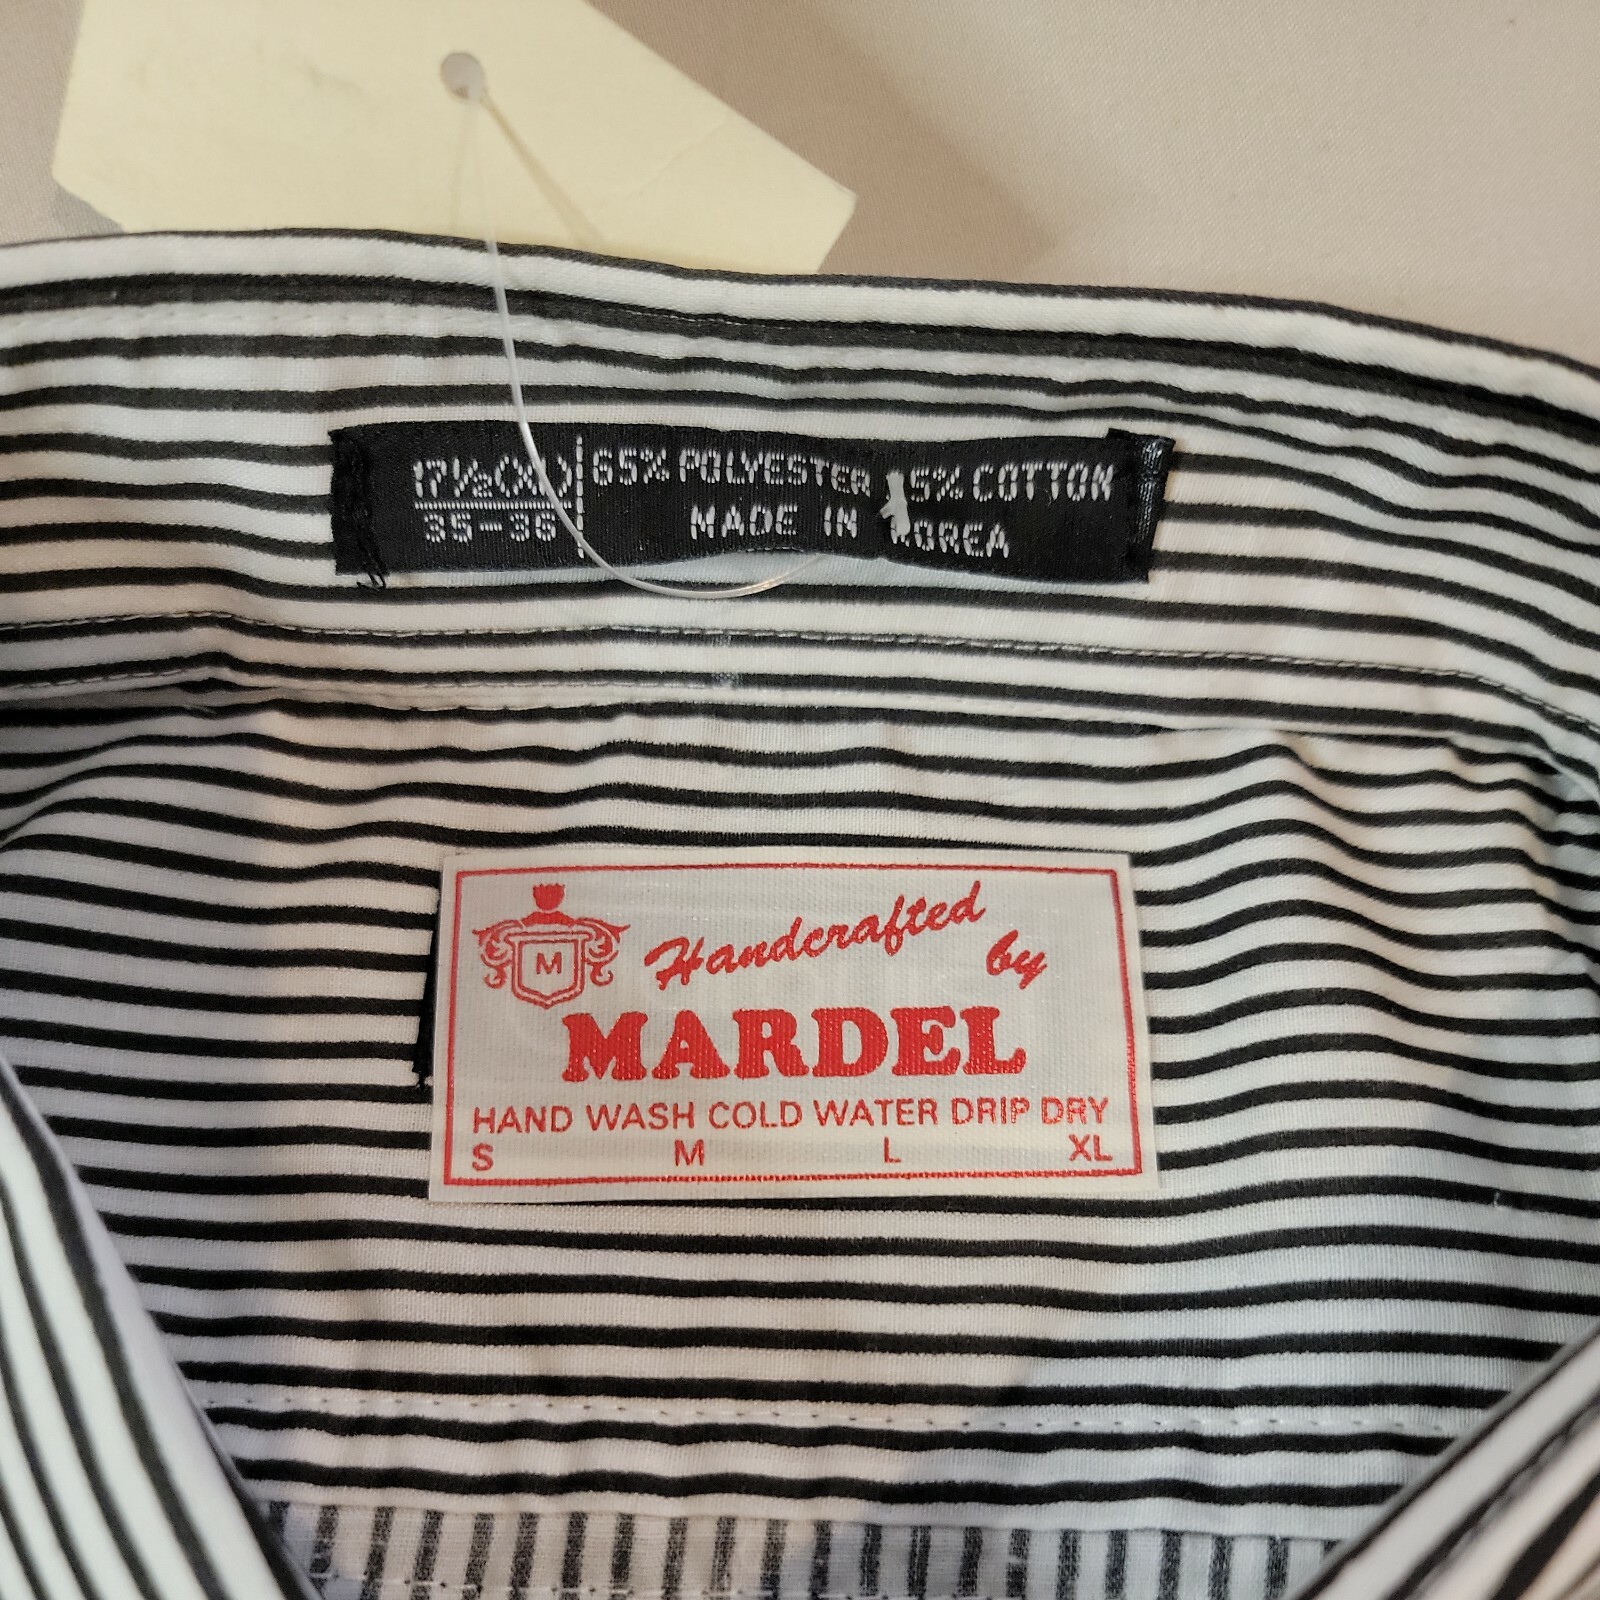 17½(XL) 65% POLYESTER 5% COTTON
35-36 MADE IN KOREA
M
Handcrafted
by
MARDEL
HAND WASH COLD WATER DRIP DRY
S M L XL